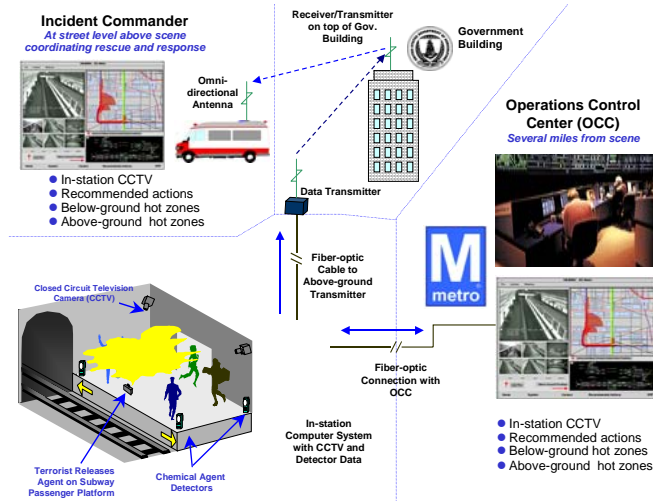 Incident Commander
At street level above scene
coordinating rescue and response
In-station CCTV
Recommended actions
Below-ground hot zones
Above-ground hot zones
Omni-
directional
Antenna
Receiver/Transmitter
on top of Gov.
Building
Government
Building
Data Transmitter
Operations Control
Center (OCC)
Several miles from scene
M
metro
Fiber-optic
Cable to
Above-ground
Transmitter
Fiber-optic
Connection with
OCC
In-station
Computer System
with CCTV and
Detector Data
Closed Circuit Television
Camera (CCTV)
Terrorist Releases
Agent on Subway
Passenger Platform
Chemical Agent
Detectors
In-station CCTV
Recommended actions
Below-ground hot zones
Above-ground hot zones